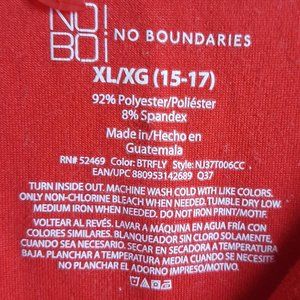 NO!
BO¡
NO BOUNDARIES
XL/XG (15-17)
92% Polyester/Poliéster
8% Spandex
Made in/Hecho en
Guatemala
RN# 52469 Color: BTRFLY Style: NJ37T006CC
EAN/UPC 880953142689 Q37
TURN INSIDE OUT. MACHINE WASH COLD WITH LIKE COLORS.
ONLY NON-CHLORINE BLEACH WHEN NEEDED. TUMBLE DRY LOW.
MEDIUM IRON WHEN NEEDED. DO NOT IRON PRINT/MOTIF.
VOLTEAR AL REVÉS. LAVAR A MÁQUINA EN AGUA FRÍA CON
COLORES SIMILARES. BLANQUEADOR SIN CLORO SOLAMENTE,
CUANDO SEA NECESARIO. SECAR EN SECADORA A TEMPERATURA
BAJA. PLANCHAR A TEMPERATURA MEDIA CUANDO SEA NECESARIO.
NO PLANCHAR EL ADORNO IMPRESO/MOTIVO.